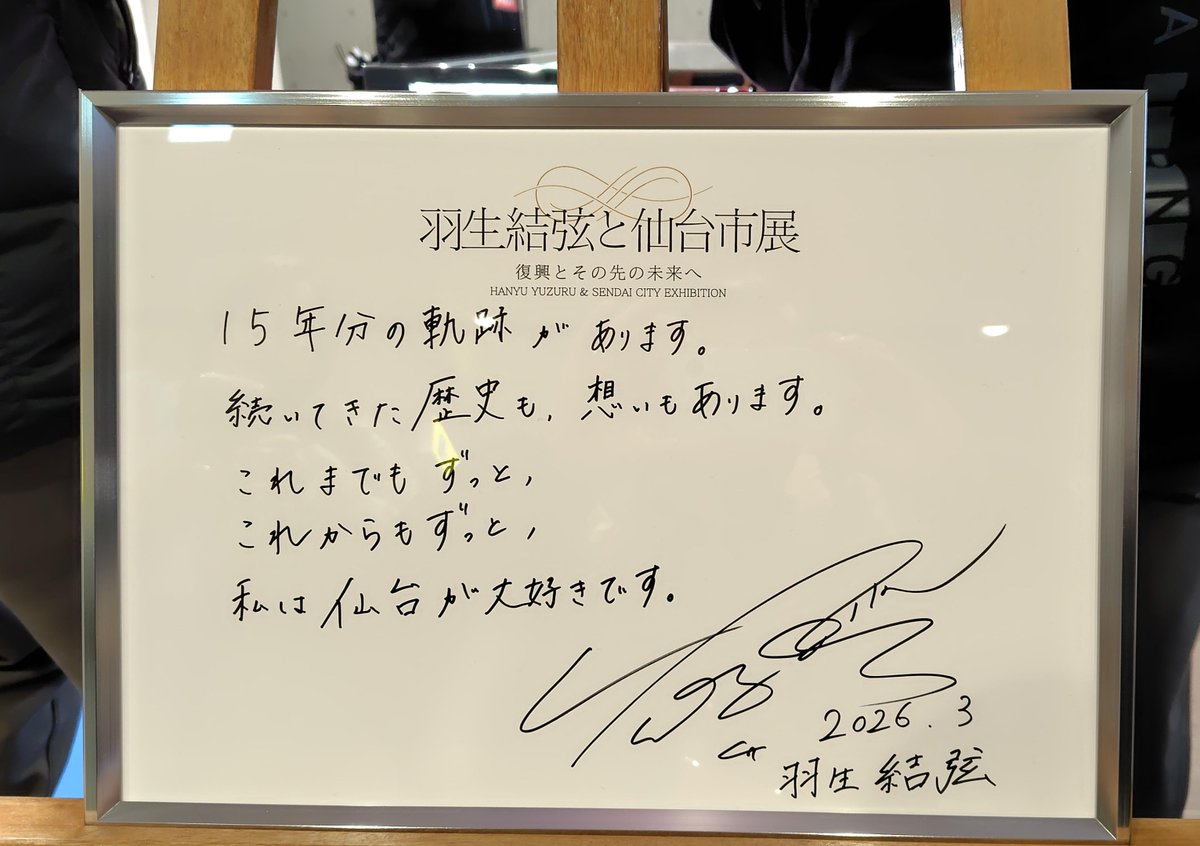 羽生結弦と仙台市展
復興とその先の未来へ
HANYU YUZURU & SENDAI CITY EXHIBITION
15年分の軌跡があります。
続いてきた歴史も、想いもあります。
これまでもずっと、
これからもずっと、
私は仙台が大好きです。
2026.3
羽生結弦